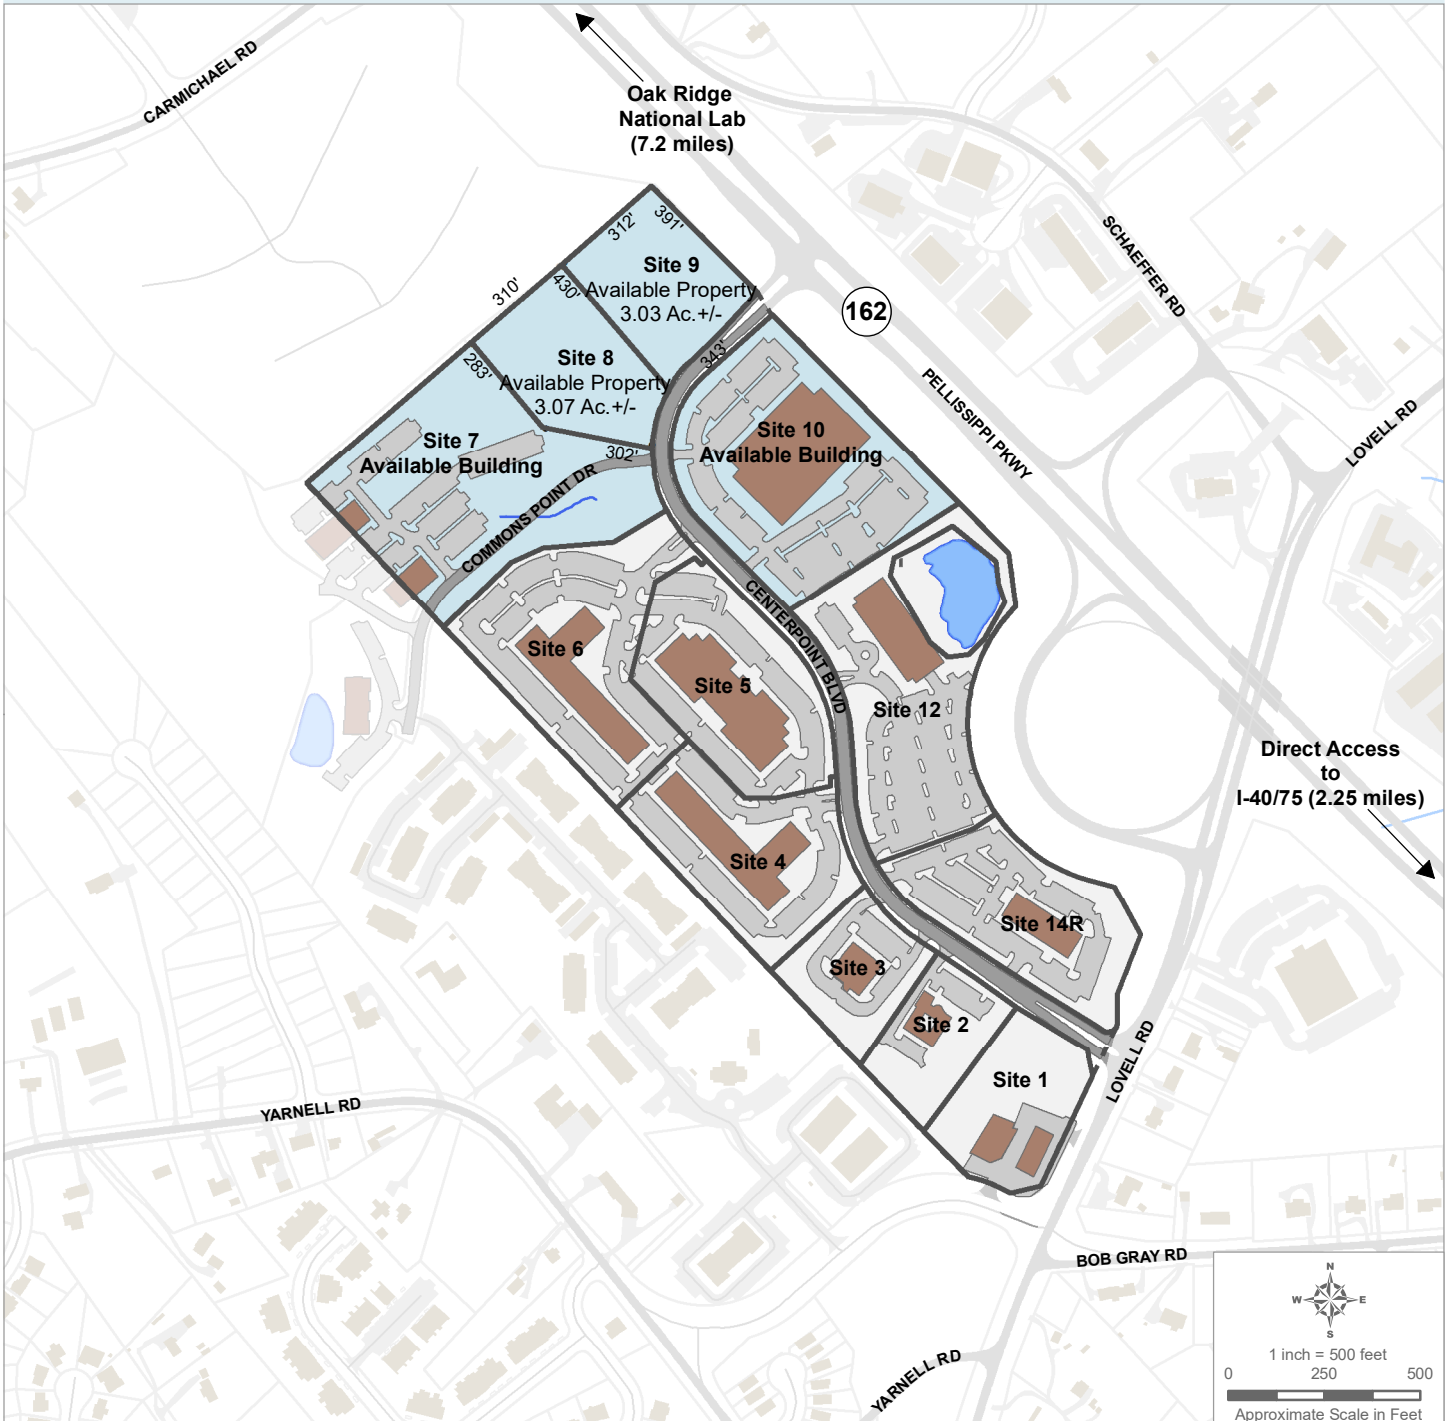 CARMICHAEL RD
Oak Ridge
National Lab
(7.2 miles)
SCHAEFFER RD
312'
391'
Site 9
Available Property
3.03 Ac.+/-
310'
430'
162
343'
Site 8
Available Property
3.07 Ac.+/-
283'
PELLISSIPPI PKWY
LOVELL RD
Site 7
Available Building
302'
Site 10
Available Building
COMMONS POINT DR
CENTERPOINT BLVD
Site 6
Site 5
Site 12
Direct Access
to
I-40/75 (2.25 miles)
Site 4
Site 14R
Site 3
Site 2
Site 1
LOVELL RD
YARNELL RD
BOB GRAY RD
YARNELL RD
N
W E
S
1 inch = 500 feet
0 250 500
Approximate Scale in Feet